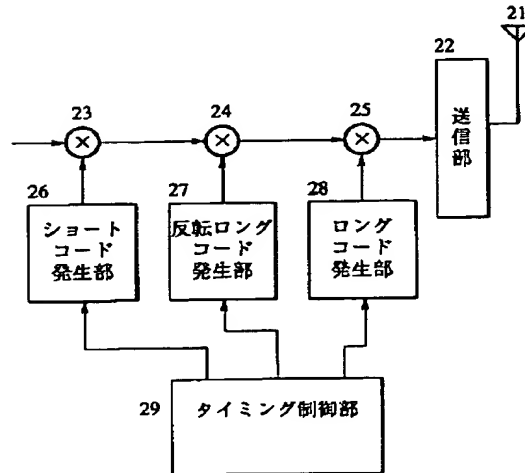 21
22
送信部
23
24
25
26
ショート
コード
発生部
27
反転ロング
コード
発生部
28
ロング
コード
発生部
29
タイミング制御部